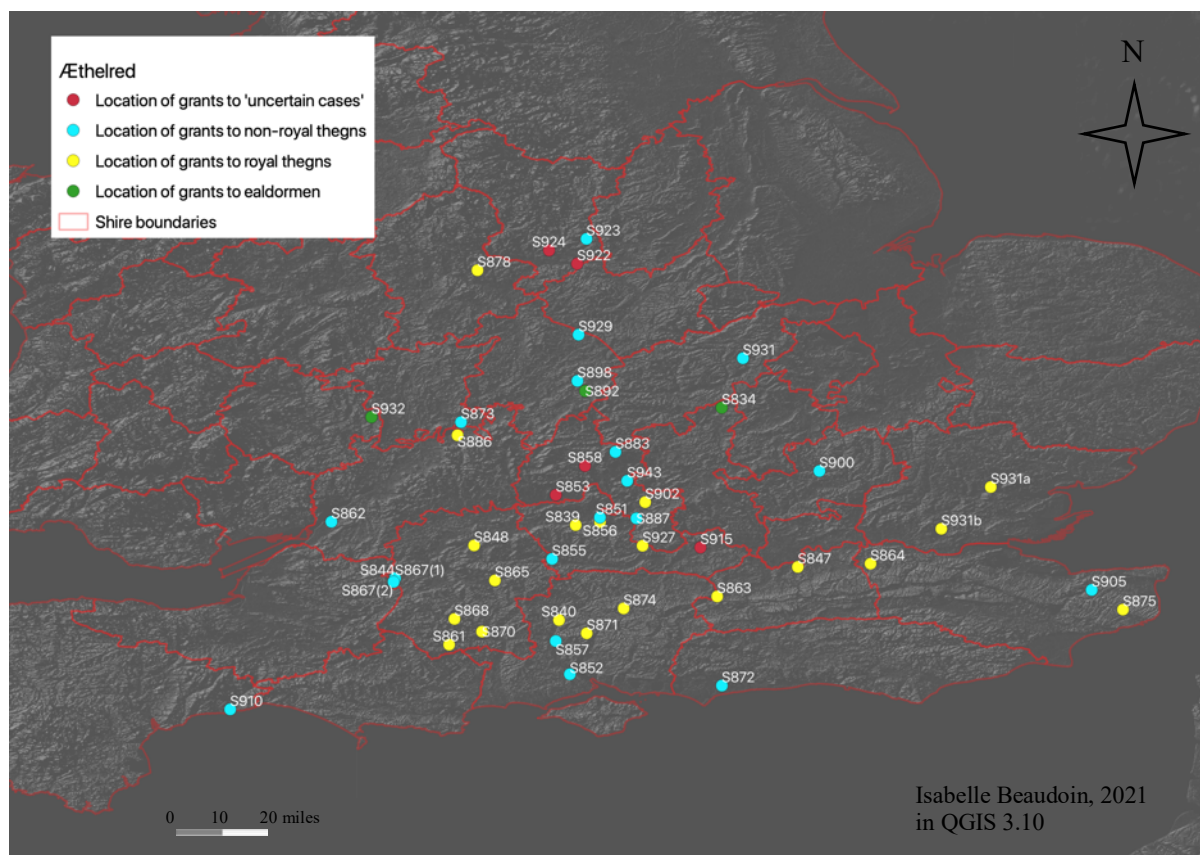 N
Æthelred
Location of grants to 'uncertain cases'
Location of grants to non-royal thegns
Location of grants to royal thegns
Location of grants to ealdormen
Shire boundaries
S923
S924
S922
S878
S929
S931
S898
S892
S834
S932
S873
S886
S883
S858
S900
S943
S931a
S853
S902
S862
S851
S839
S887
S856
S931b
S927
S848
S915
S855
S847
S864
S844 S867(1)
S867(2)
S865
S863
S905
S875
S874
S868
S840
S870
S871
S861
S857
S852
S872
S910
Isabelle Beaudoin, 2021
in QGIS 3.10
0 10 20 miles